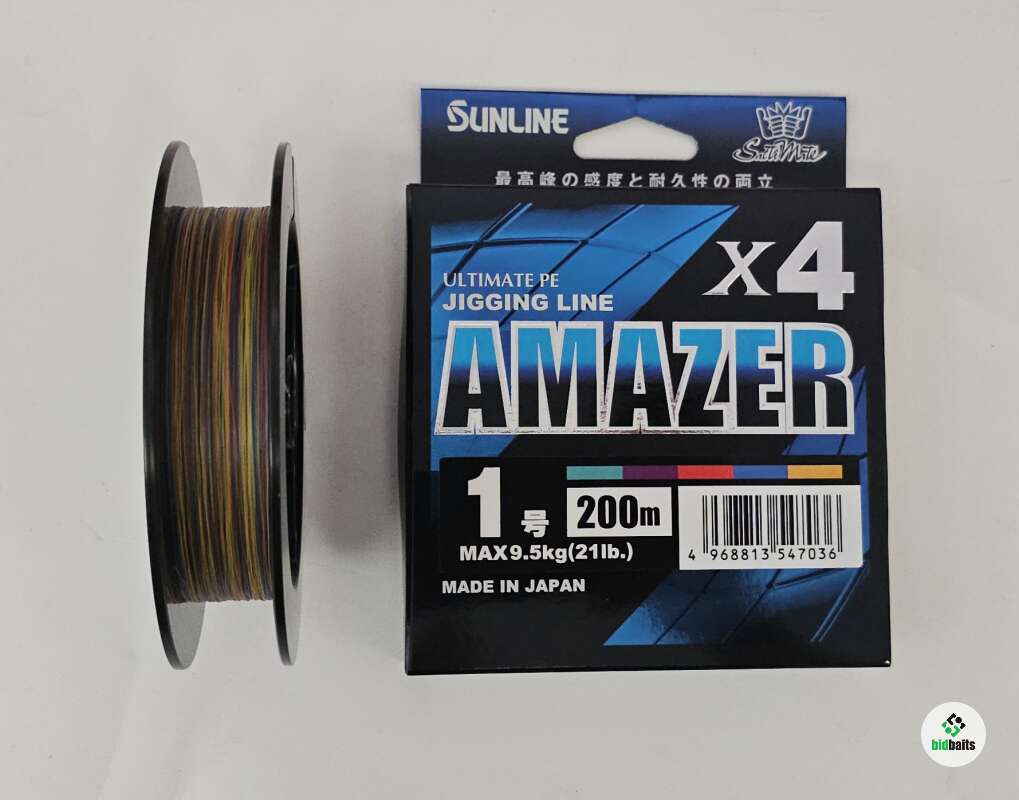 SUNLINE
SaltiMate
最高峰の感度と耐久性の両立
X4
ULTIMATE PE
JIGGING LINE
AMAZER
1号
200m
MAX9.5kg(21lb.)
4 968813 547036
MADE IN JAPAN
bidbaits